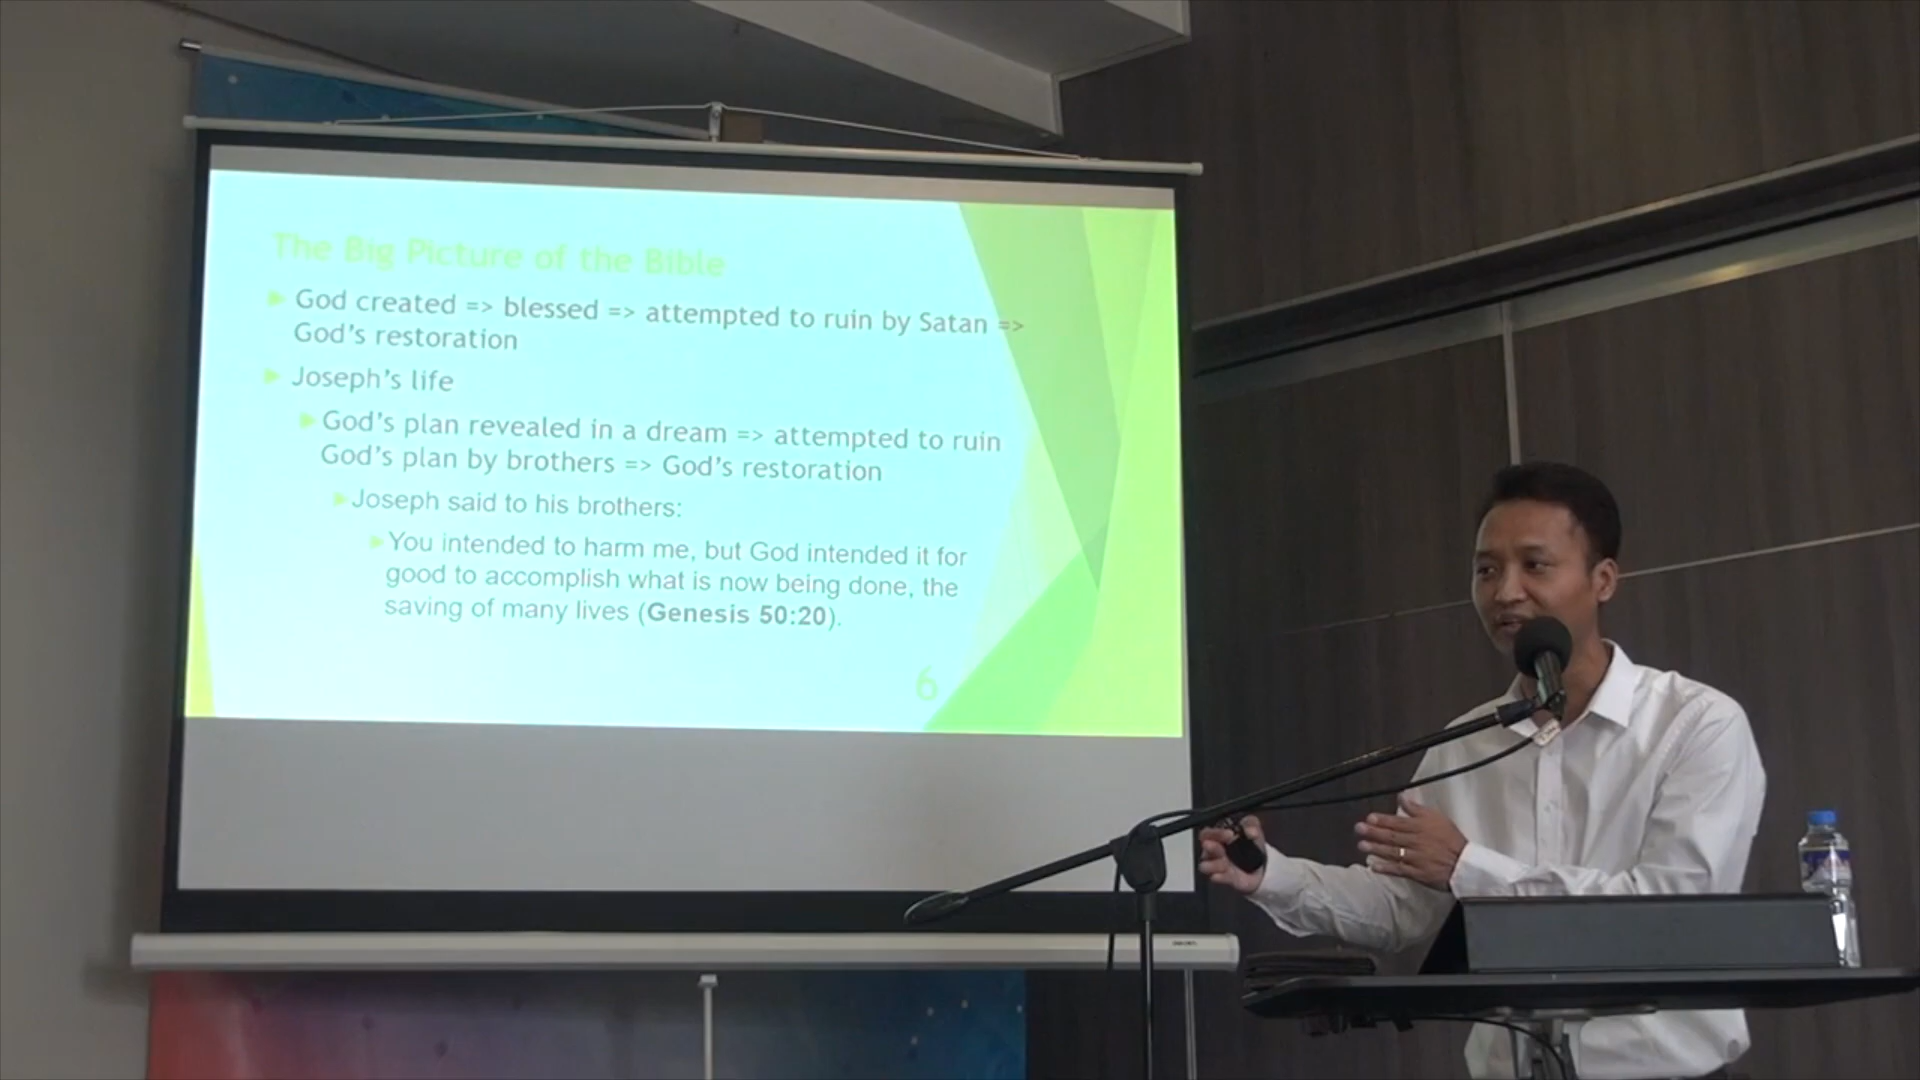 The Big Picture of the Bible
God created => blessed => attempted to ruin by Satan =>
God's restoration
Joseph's life
God's plan revealed in a dream => attempted to ruin
God's plan by brothers => God's restoration
Joseph said to his brothers:
You intended to harm me, but God intended it for
good to accomplish what is now being done, the
saving of many lives (Genesis 50:20).
6